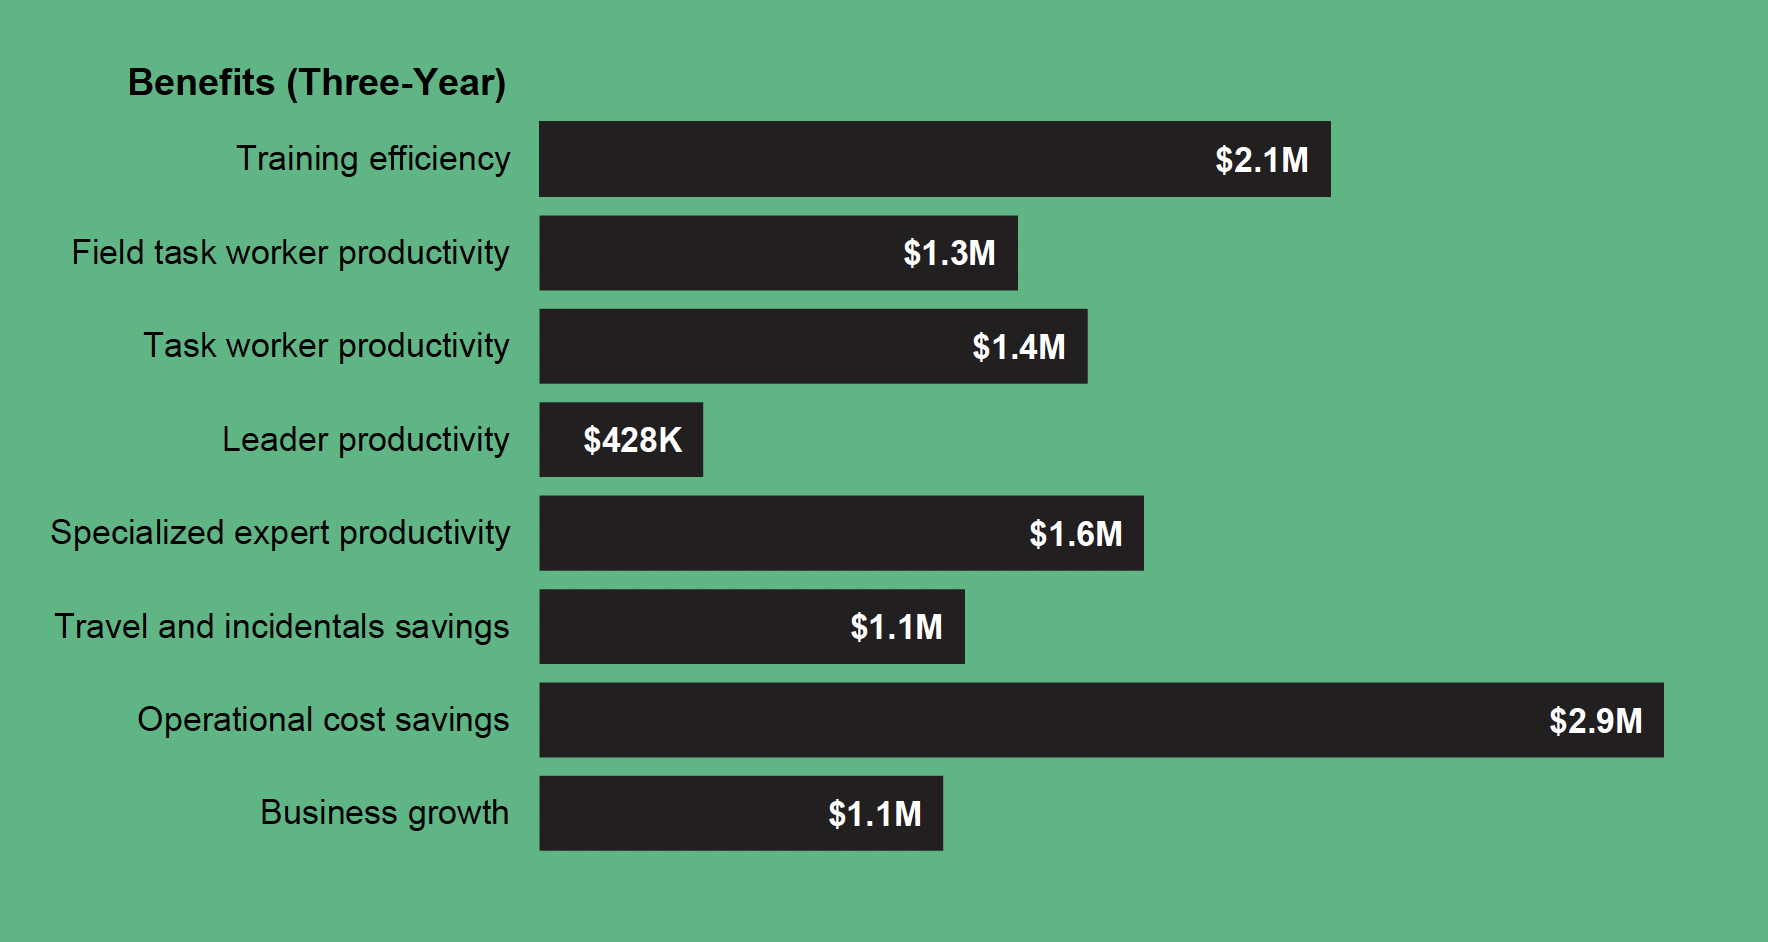 Benefits (Three-Year)
Training efficiency $2.1M
Field task worker productivity $1.3M
Task worker productivity $1.4M
Leader productivity $428K
Specialized expert productivity $1.6M
Travel and incidentals savings $1.1M
Operational cost savings $2.9M
Business growth $1.1M